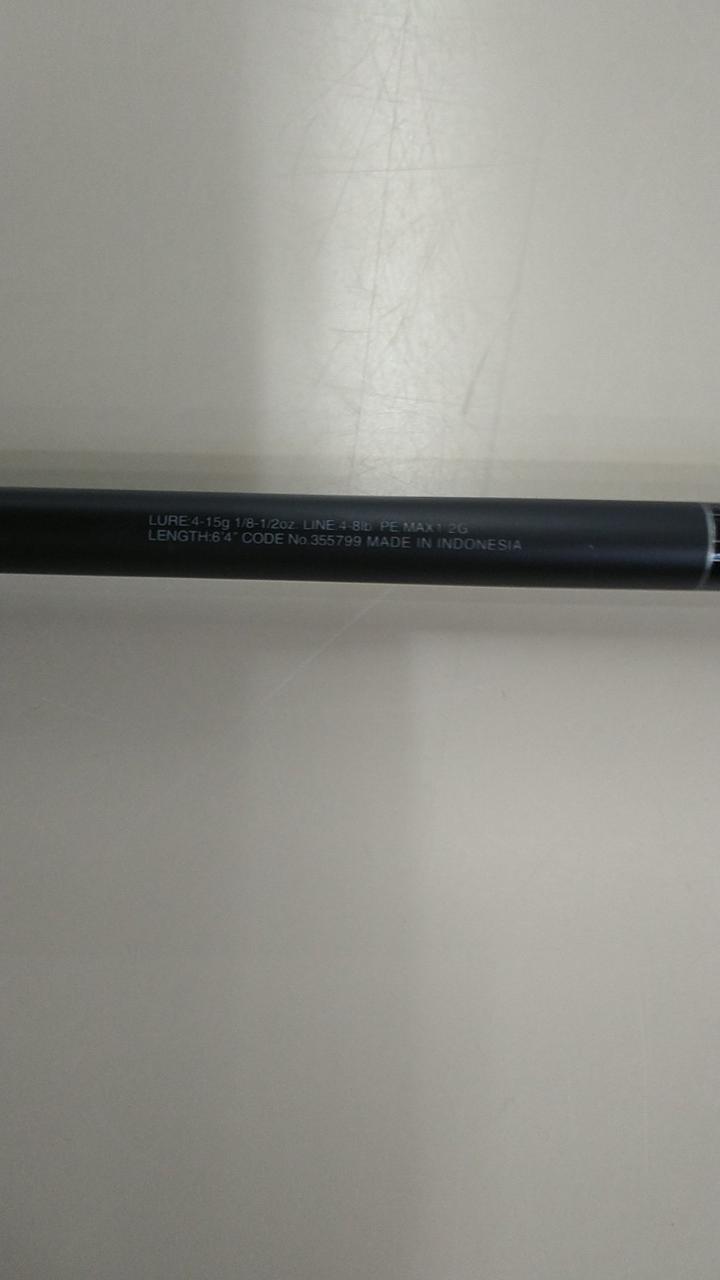 LURE:4-15g 1/8-1/2oz. LINE:4-8lb. PE.MAX1.2G
LENGTH:6'4" CODE No.355799 MADE IN INDONESIA